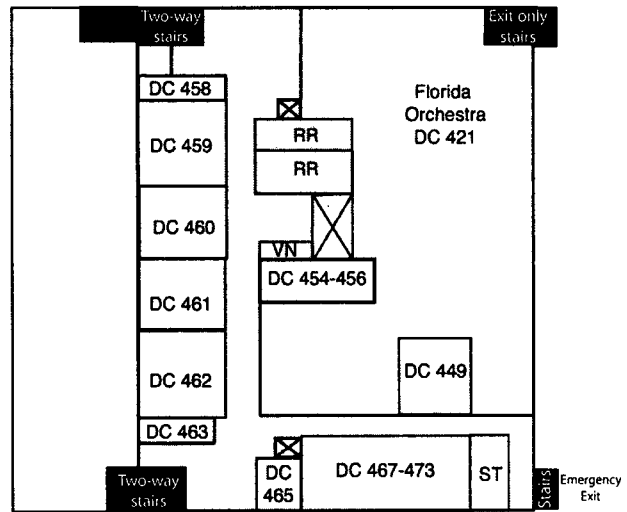 Two-way
stairs
Exit only
stairs
DC 458
Florida
Orchestra
DC 421
DC 459
RR
RR
DC 460
VN
DC 454-456
DC 461
DC 449
DC 462
DC 463
DC
465
DC 467-473
ST
Two-way
stairs
Stairs
Emergency
Exit